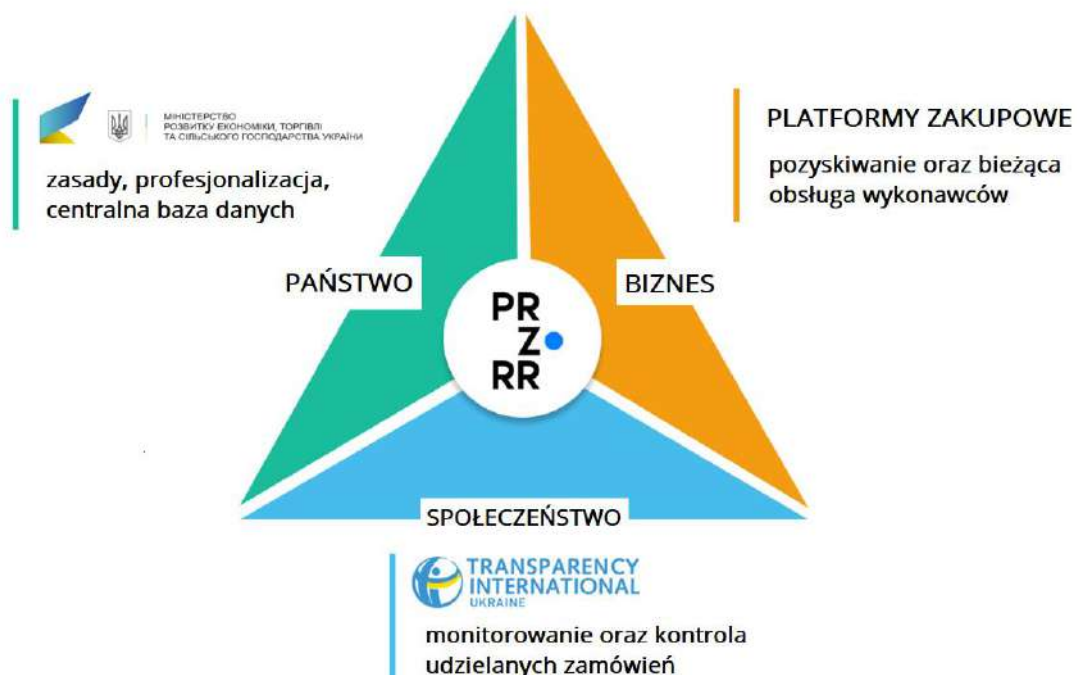 МІНІСТЕРСТВО
РОЗВИТКУ ЕКОНОМІКИ, ТОРГІВЛІ
ТА СІЛЬСЬКОГО ГОСПОДАРСТВА УКРАЇНИ
zasady, profesjonalizacja,
centralna baza danych
PLATFORMY ZAKUPOWE
pozyskiwanie oraz bieżąca
obsługa wykonawców
PAŃSTWO
BIZNES
PR
Z
RR
SPOŁECZEŃSTWO
TRANSPARENCY
INTERNATIONAL
UKRAINE
monitorowanie oraz kontrola
udzielanych zamówień